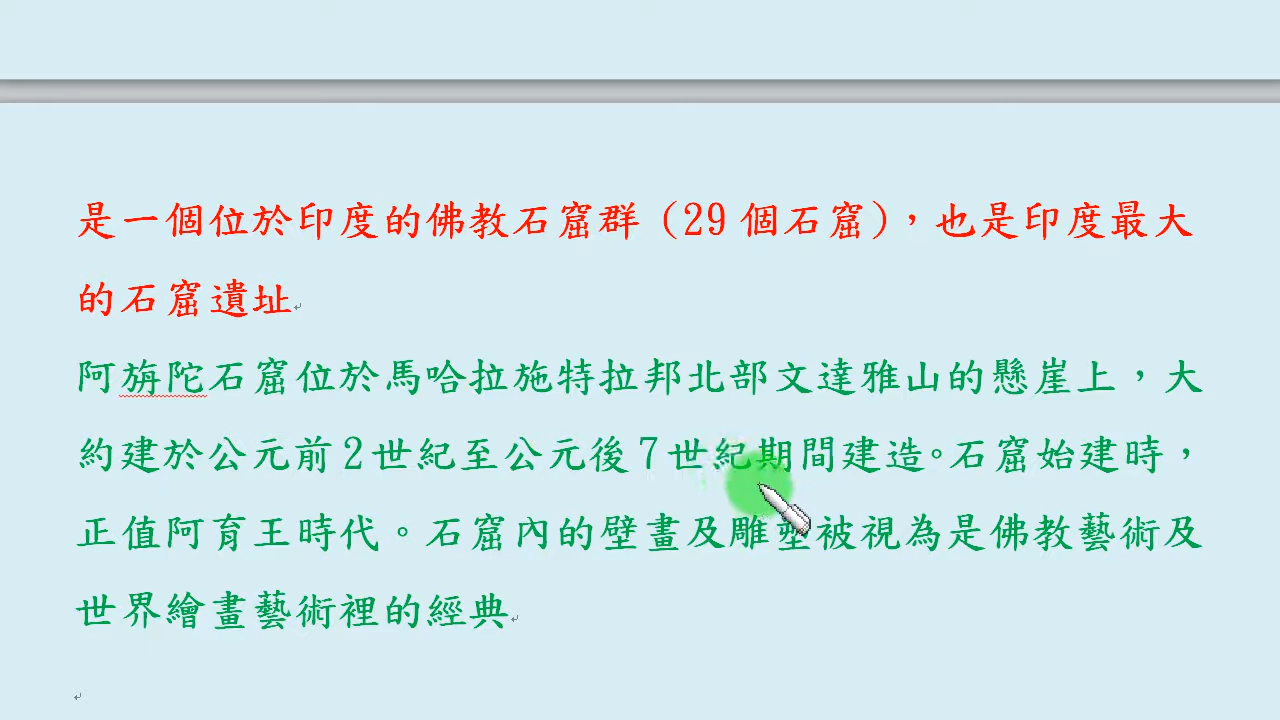 是一個位於印度的佛教石窟群（29 個石窟），也是印度最大
的石窟遺址
阿旃陀石窟位於馬哈拉施特拉邦北部文達雅山的懸崖上，大
約建於公元前2世紀至公元後7世紀期間建造。石窟始建時，
正值阿育王時代。石窟內的壁畫及雕塑被視為是佛教藝術及
世界繪畫藝術裡的經典